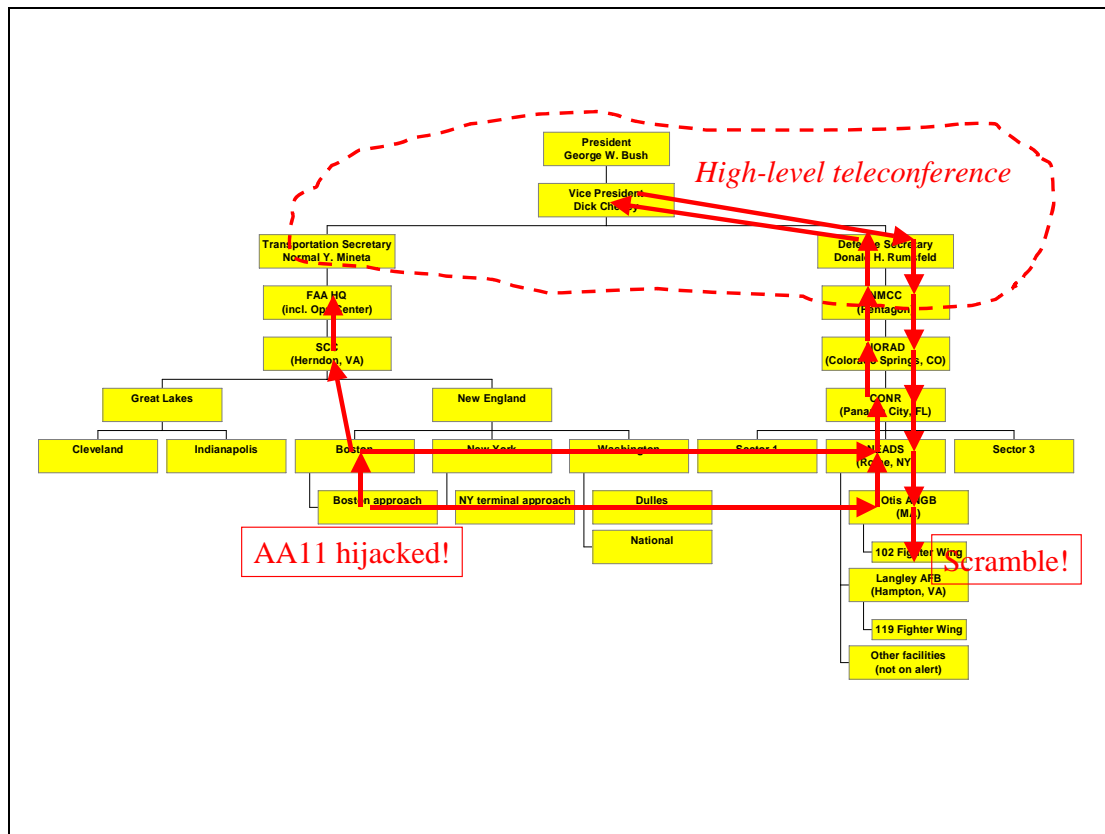 President
George W. Bush
High-level teleconference
Vice President
Dick Cheney
Transportation Secretary
Normal Y. Mineta
Defense Secretary
Donald H. Rumsfeld
FAA HQ
(incl. Ops Center)
NMCC
(Pentagon)
SCC
(Herndon, VA)
NORAD
(Colorado Springs, CO)
Great Lakes
New England
CONR
(Panama City, FL)
Cleveland
Indianapolis
Boston
New York
Washington
Sector 1
NEADS
(Rome, NY)
Sector 3
Boston approach
NY terminal approach
Dulles
Otis ANGB
(MA)
AA11 hijacked!
National
102 Fighter Wing
Scramble!
Langley AFB
(Hampton, VA)
119 Fighter Wing
Other facilities
(not on alert)